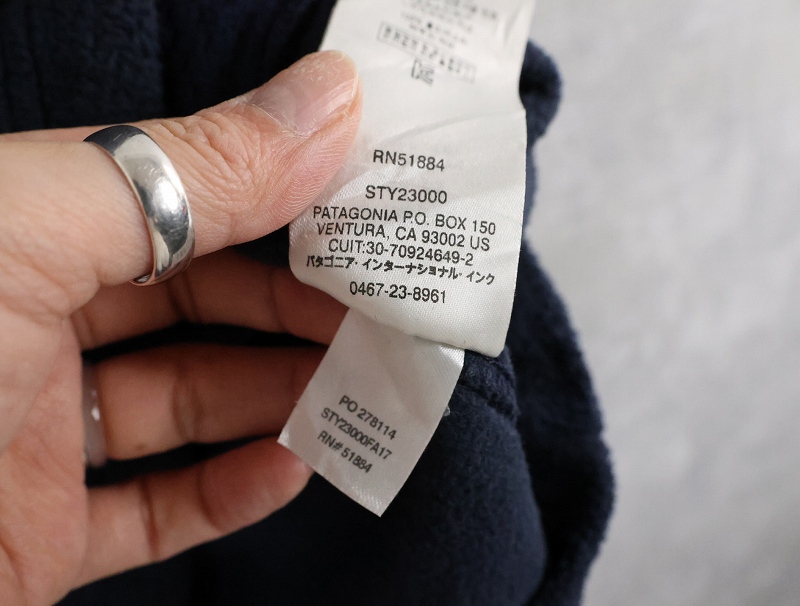 RN51884
STY23000
PATAGONIA P.O. BOX 150
VENTURA, CA 93002 US
CUIT:30-70924649-2
パタゴニア・インターナショナル・インク
0467-23-8961
PO 278114
STY23000FA17
RN# 51884